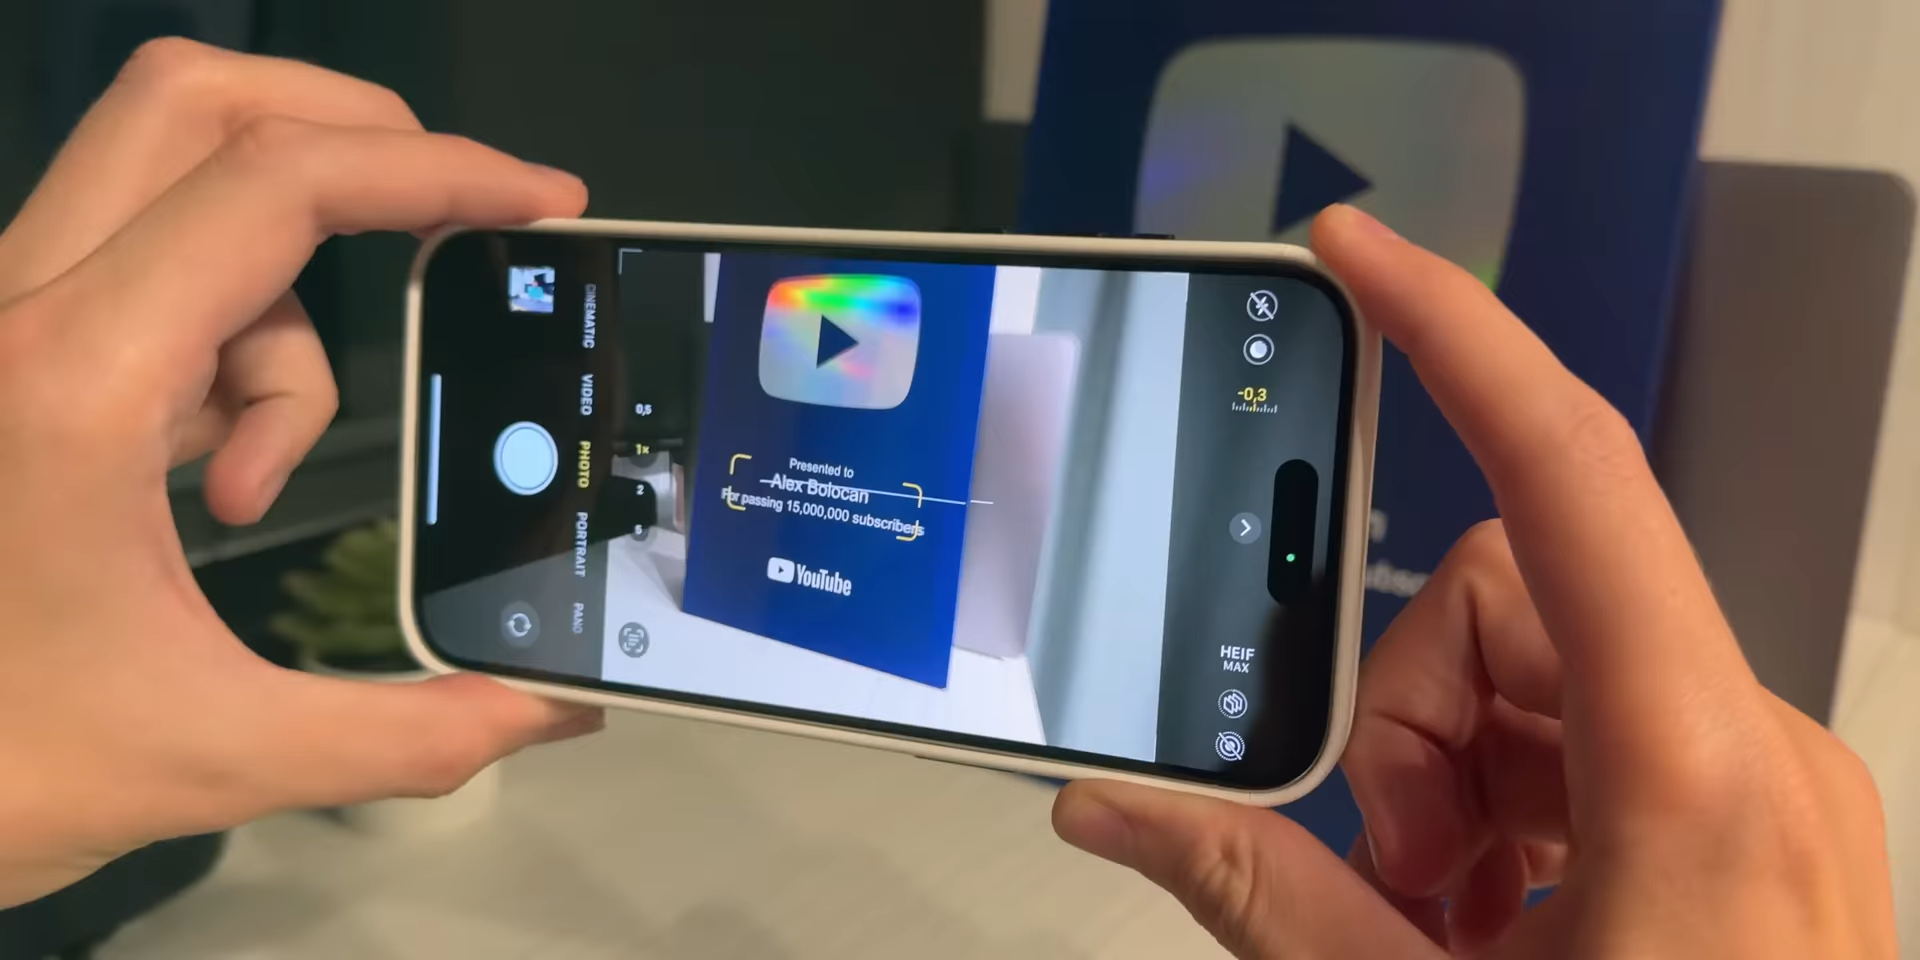 CINEMATIC
VIDEO
PHOTO
PORTRAIT
PANO
0,5
1×
2
5
Presented to
Alex Bolocan
For passing 15,000,000 subscribers
YouTube
-0,3
HEIF
MAX